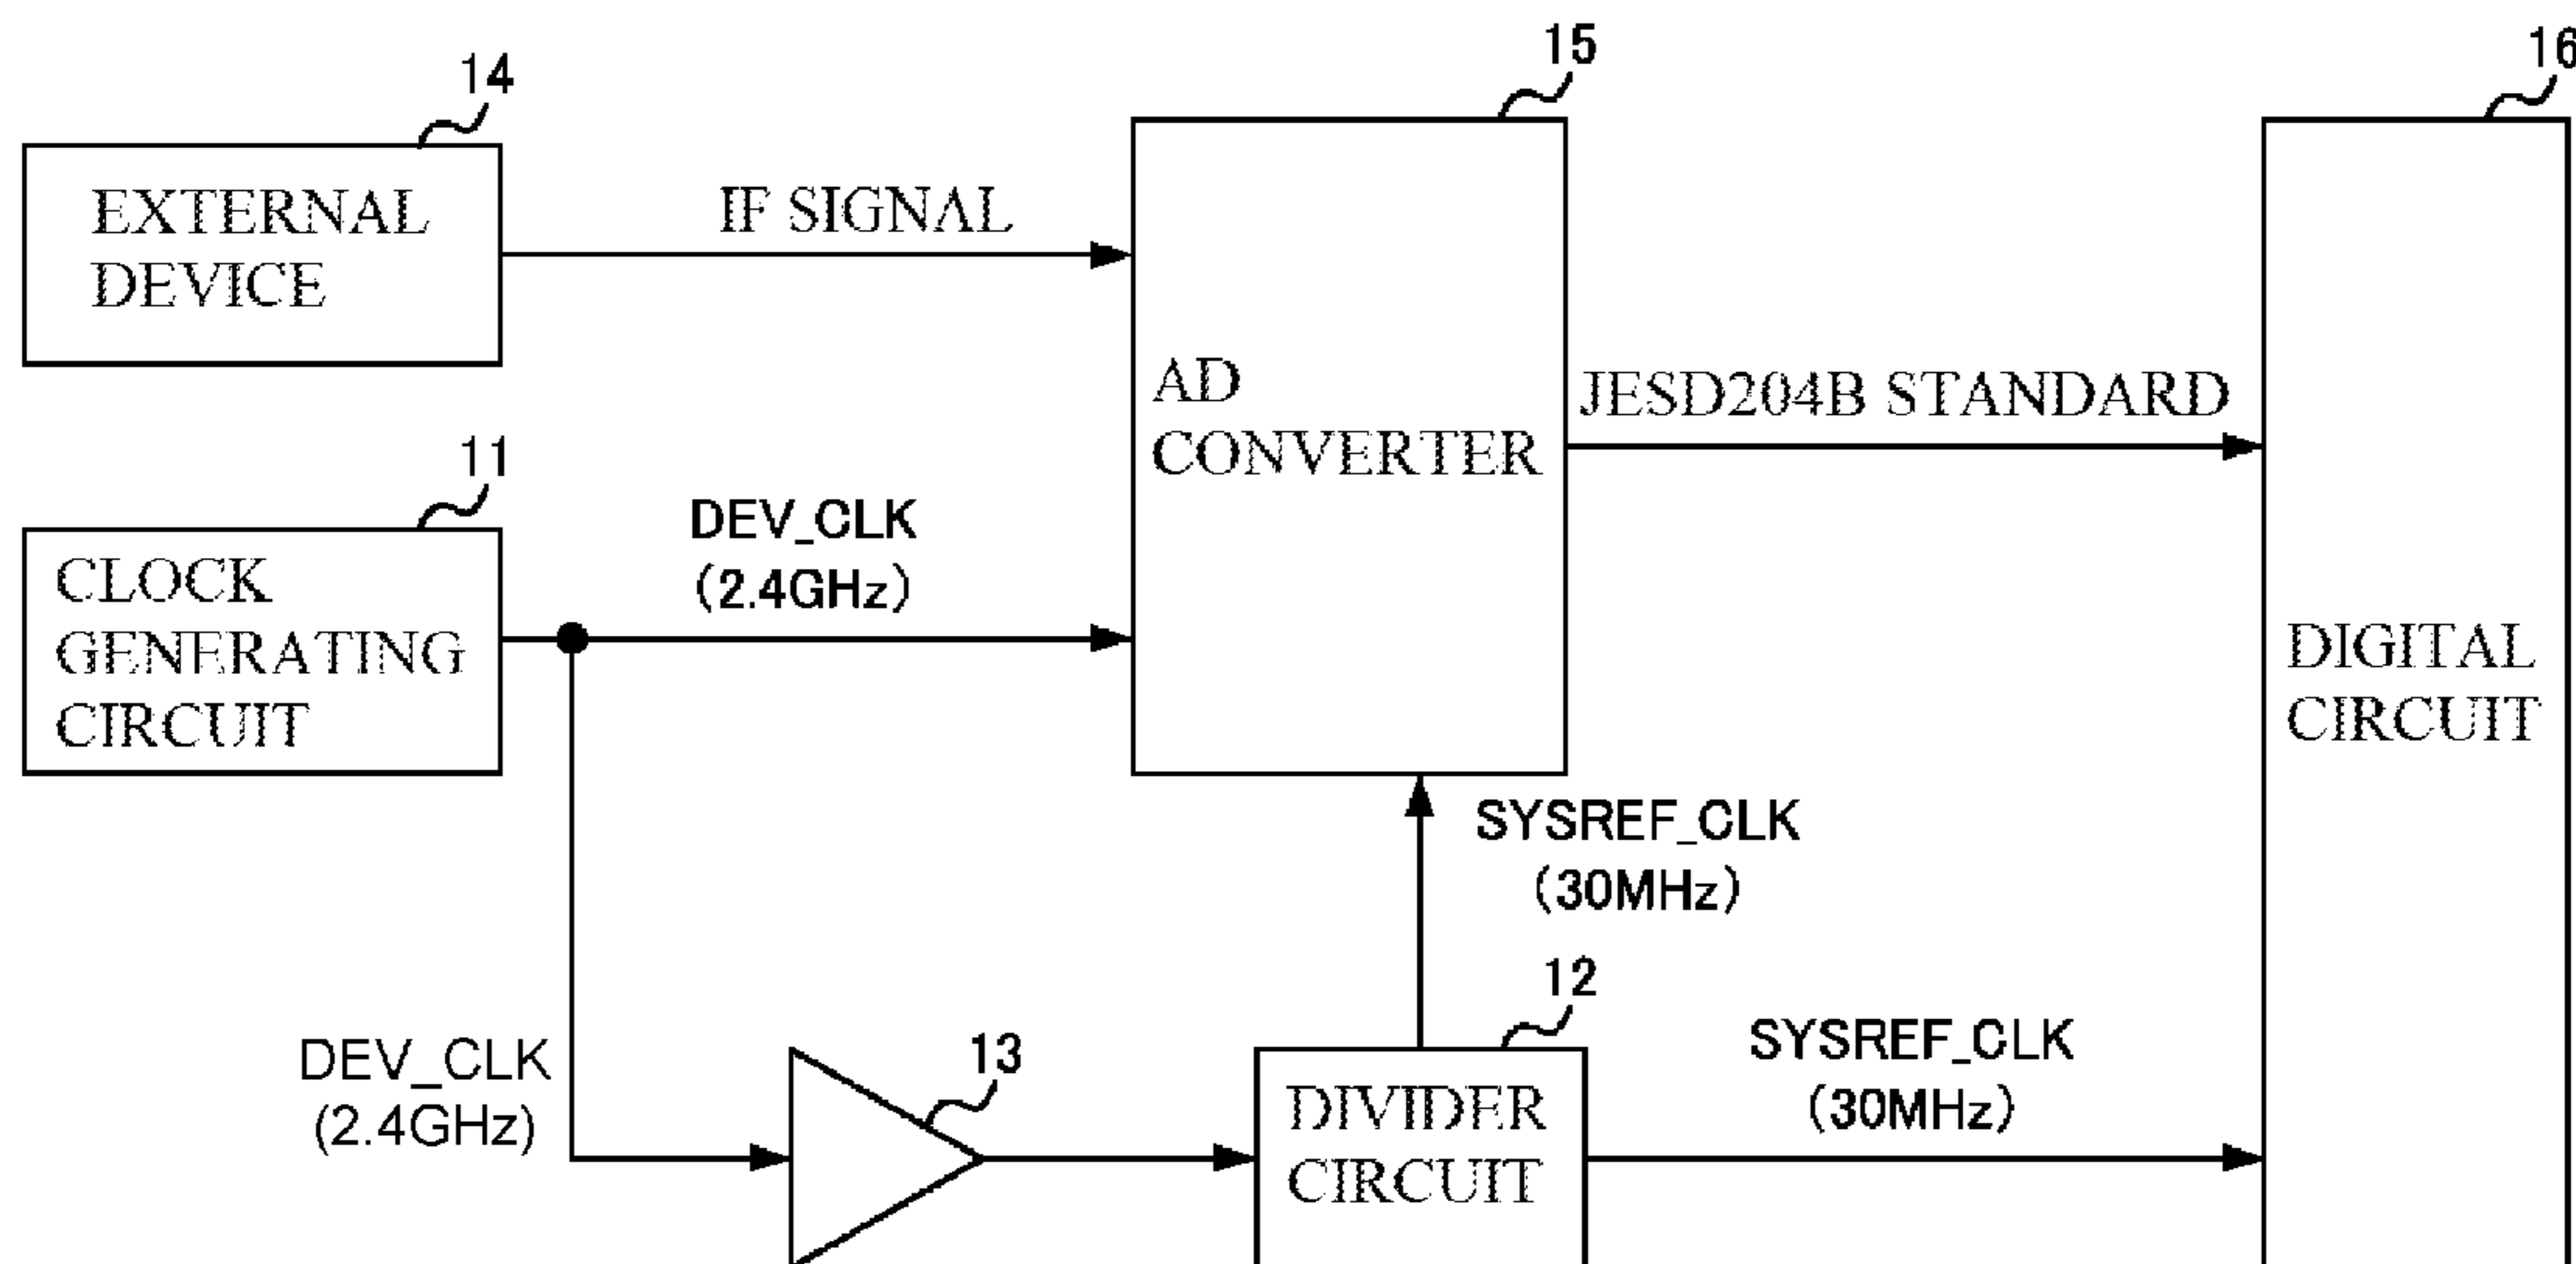 14
EXTERNAL
DEVICE
IF SIGNAL
15
AD
CONVERTER
JESD204B STANDARD
16
DIGITAL
CIRCUIT
11
CLOCK
GENERATING
CIRCUIT
DEV_CLK
(2.4GHz)
SYSREF_CLK
(30MHz)
DEV_CLK
(2.4GHz)
13
12
DIVIDER
CIRCUIT
SYSREF_CLK
(30MHz)